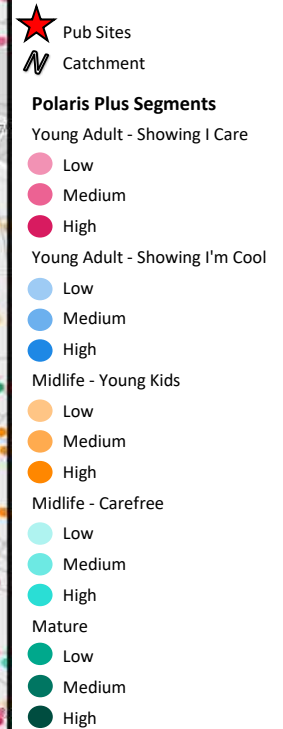 Pub Sites
Catchment
Polaris Plus Segments
Young Adult - Showing I Care
Low
Medium
High
Young Adult - Showing I'm Cool
Low
Medium
High
Midlife - Young Kids
Low
Medium
High
Midlife - Carefree
Low
Medium
High
Mature
Low
Medium
High